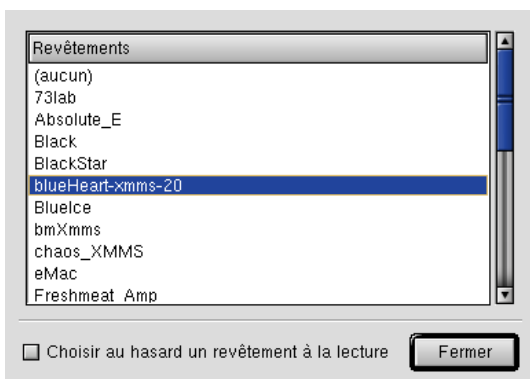 Revêtements
(aucun)
73lab
Absolute_E
Black
BlackStar
blueHeart-xmms-20
BlueIce
bmXmms
chaos_XMMS
eMac
Freshmeat_Amp
Choisir au hasard un revêtement à la lecture
Fermer